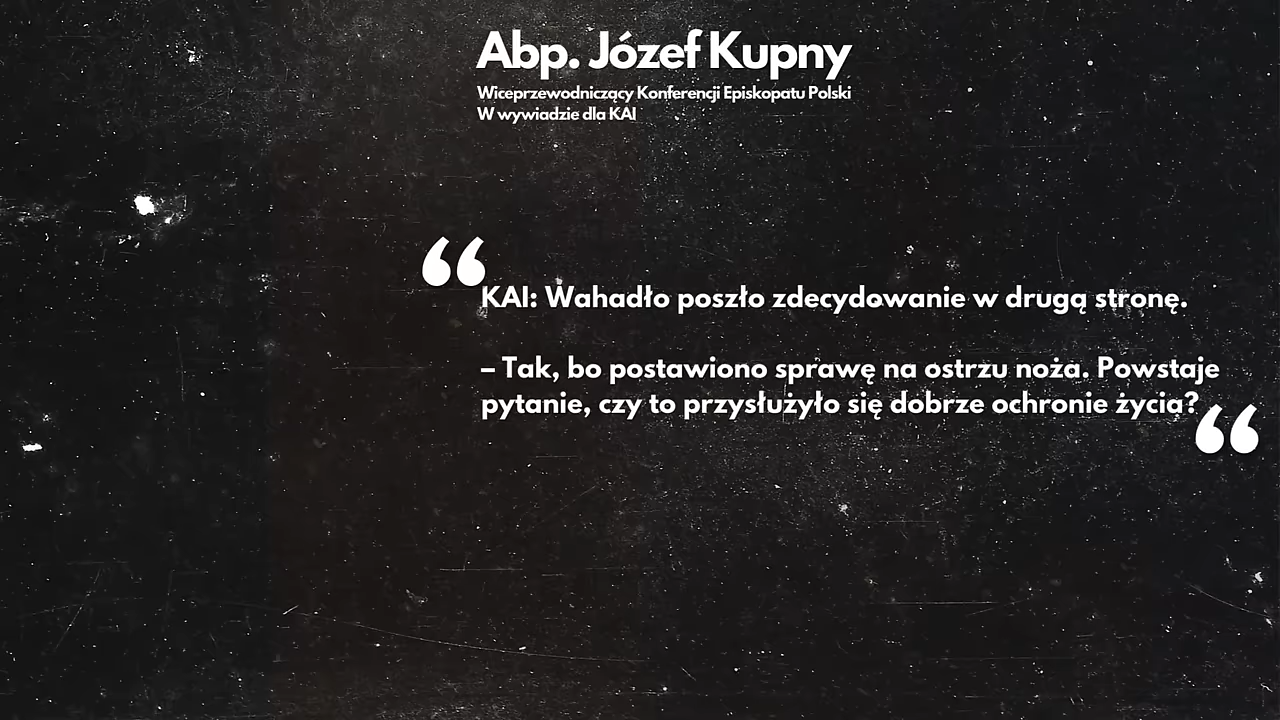 Abp. Józef Kupny
Wiceprzewodniczący Konferencji Episkopatu Polski
W wywiadzie dla KAI
“
KAI: Wahadło poszło zdecydowanie w drugą stronę.
– Tak, bo postawiono sprawę na ostrzu noża. Powstaje
pytanie, czy to przysłużyło się dobrze ochronie życia?
“